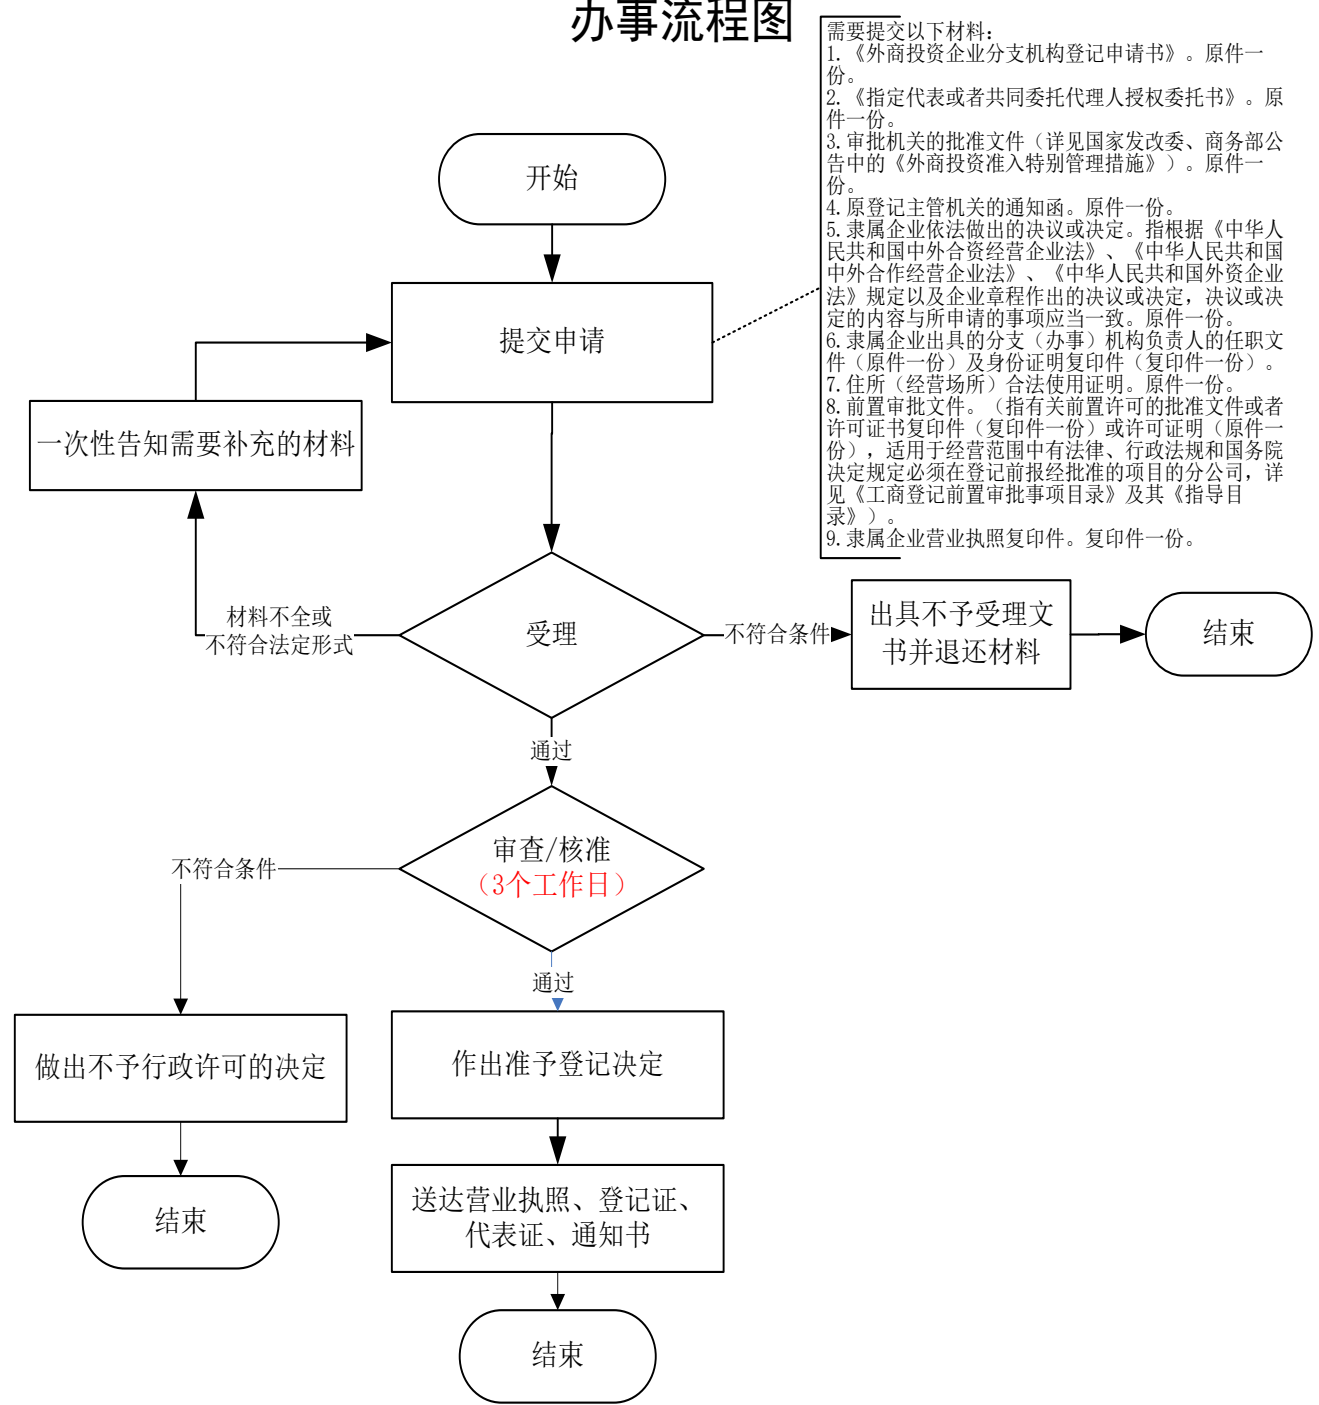 办事流程图
需要提交以下材料：
1.《外商投资企业分支机构登记申请书》。原件一
份。
2.《指定代表或者共同委托代理人授权委托书》。原
件一份。
3.审批机关的批准文件（详见国家发改委、商务部公
告中的《外商投资准入特别管理措施》）。原件一
份。
4.原登记主管机关的通知函。原件一份。
5.隶属企业依法做出的决议或决定。指根据《中华人
民共和国中外合资经营企业法》、《中华人民共和国
中外合作经营企业法》、《中华人民共和国外资企业
法》规定以及企业章程作出的决议或决定，决议或决
定的内容与所申请的事项应当一致。原件一份。
6.隶属企业出具的分支（办事）机构负责人的任职文
件（原件一份）及身份证明复印件（复印件一份）。
7.住所（经营场所）合法使用证明。原件一份。
8.前置审批文件。（指有关前置许可的批准文件或者
许可证书复印件（复印件一份）或许可证明（原件一
份），适用于经营范围中有法律、行政法规和国务院
决定规定必须在登记前报经批准的项目的分公司，详
见《工商登记前置审批事项目录》及其《指导目
录》）。
9.隶属企业营业执照复印件。复印件一份。
开始
提交申请
一次性告知需要补充的材料
材料不全或
不符合法定形式
受理
不符合条件
出具不予受理文
书并退还材料
结束
通过
审查/核准
（3个工作日）
不符合条件
通过
做出不予行政许可的决定
作出准予登记决定
结束
送达营业执照、登记证、
代表证、通知书
结束